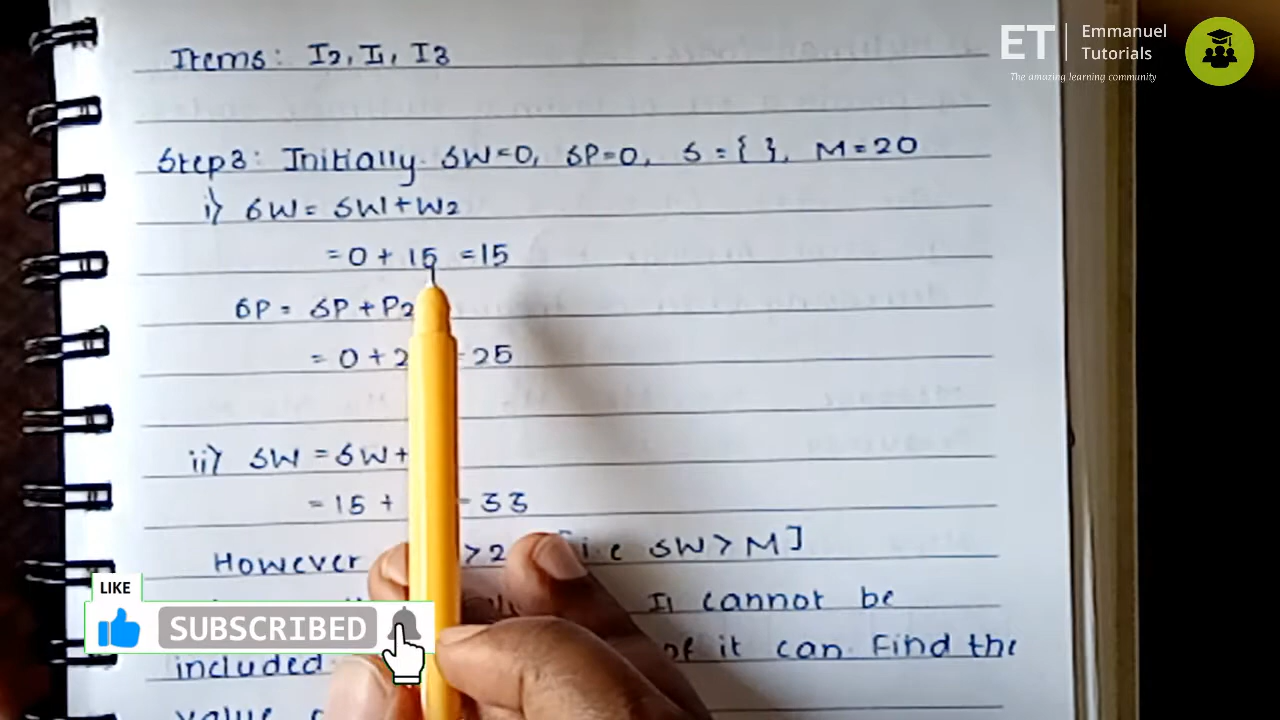 Items: I2, I1, I3
Step3: Initially SW=0, SP=0, S = { }, M=20
i) SW = SW+W2
= 0 + 15 = 15
SP = SP + P2
= 0 + 2 = 25
ii) SW = SW+
= 15 + = 33
However > 2 [i.e SW > M]
I1 cannot be
included of it can Find the
value
ET
Emmanuel
Tutorials
The amazing learning community
LIKE
SUBSCRIBED